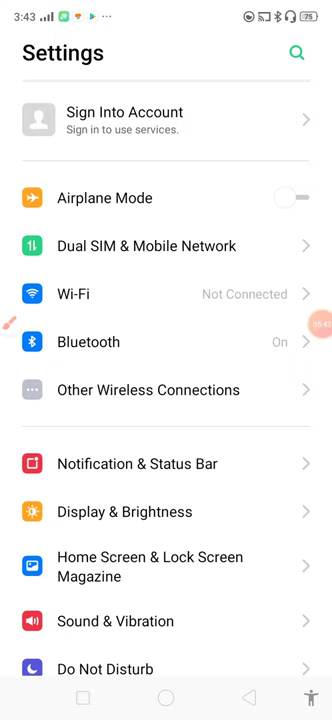 3:43
75
Settings
Sign Into Account
Sign in to use services.
Airplane Mode
Dual SIM & Mobile Network
Wi-Fi Not Connected
Bluetooth On
Other Wireless Connections
Notification & Status Bar
Display & Brightness
Home Screen & Lock Screen
Magazine
Sound & Vibration
Do Not Disturb